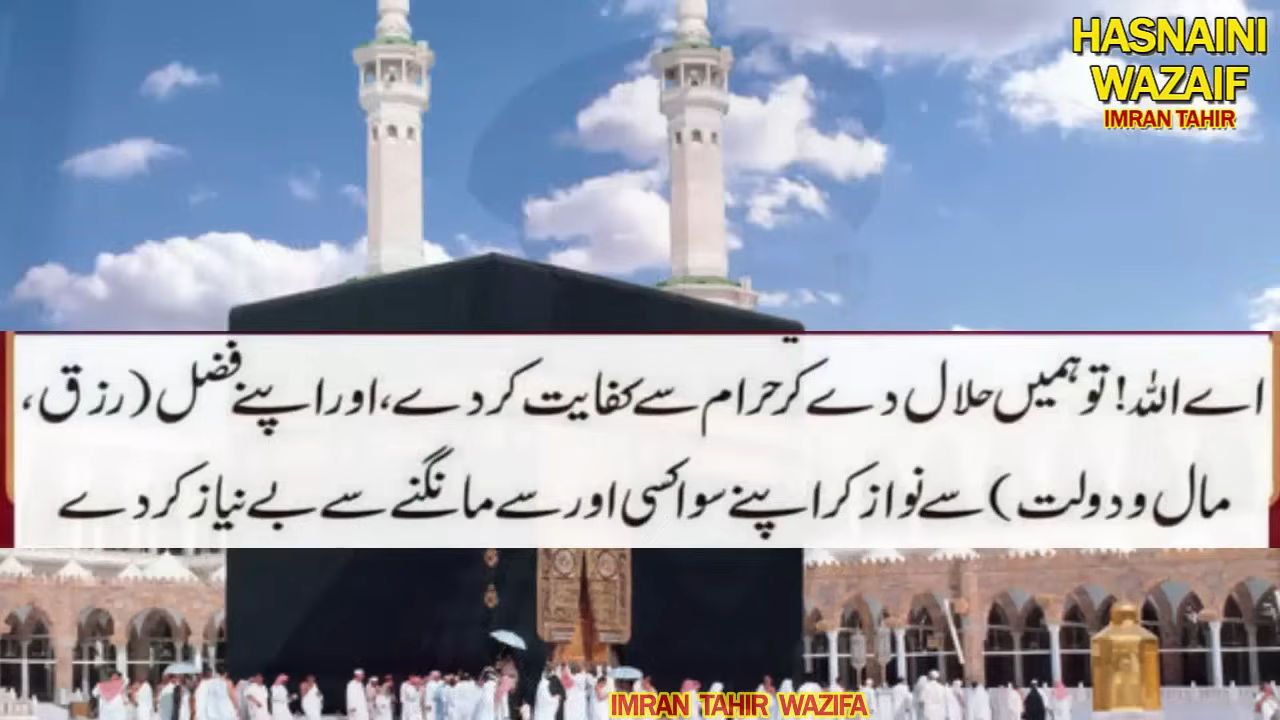 HASNAINI
WAZAIF
IMRAN TAHIR
اے اللہ! تو ہمیں حلال دے کر حرام سے کفایت کر دے، اور اپنے فضل (رزق،
مال و دولت) سے نواز کر اپنے سوا کسی اور سے مانگنے سے بے نیاز کر دے
IMRAN TAHIR WAZIFA